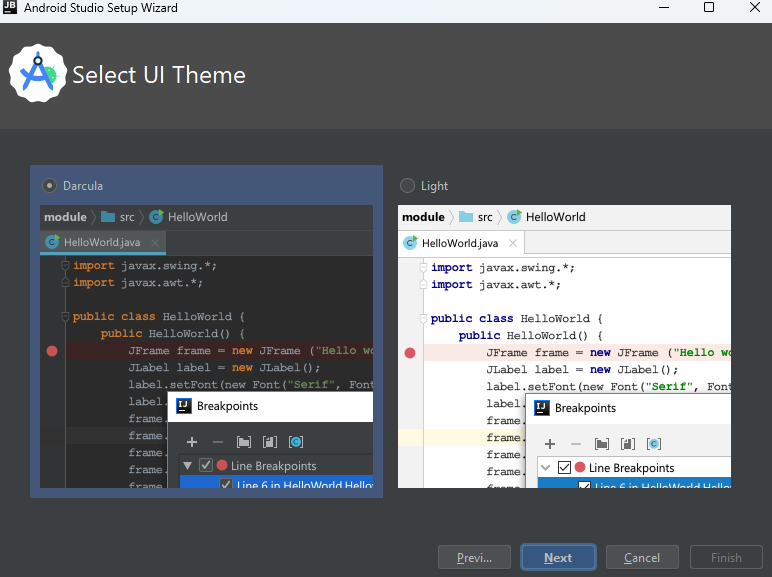 JB Android Studio Setup Wizard
Select UI Theme
Darcula
module src HelloWorld
HelloWorld.java
import javax.swing.*;
import javax.awt.*;
public class HelloWorld {
public HelloWorld() {
JFrame frame = new JFrame ("Hello wo
JLabel label = new JLabel();
label.setFont(new Font("Serif", Font
label.
frame.
frame.
frame.
frame.
frame.
IJ Breakpoints
Line Breakpoints
Line 6 in HelloWorld.Hello
Light
module src HelloWorld
HelloWorld.java
import javax.swing.*;
import javax.awt.*;
public class HelloWorld {
public HelloWorld() {
JFrame frame = new JFrame ("Hello wo
JLabel label = new JLabel();
label.setFont(new Font("Serif", Font
label.
frame.
frame.
frame.
frame.
frame.
IJ Breakpoints
Line Breakpoints
Line 6 in HelloWorld.Hello
Previ... Next Cancel Finish